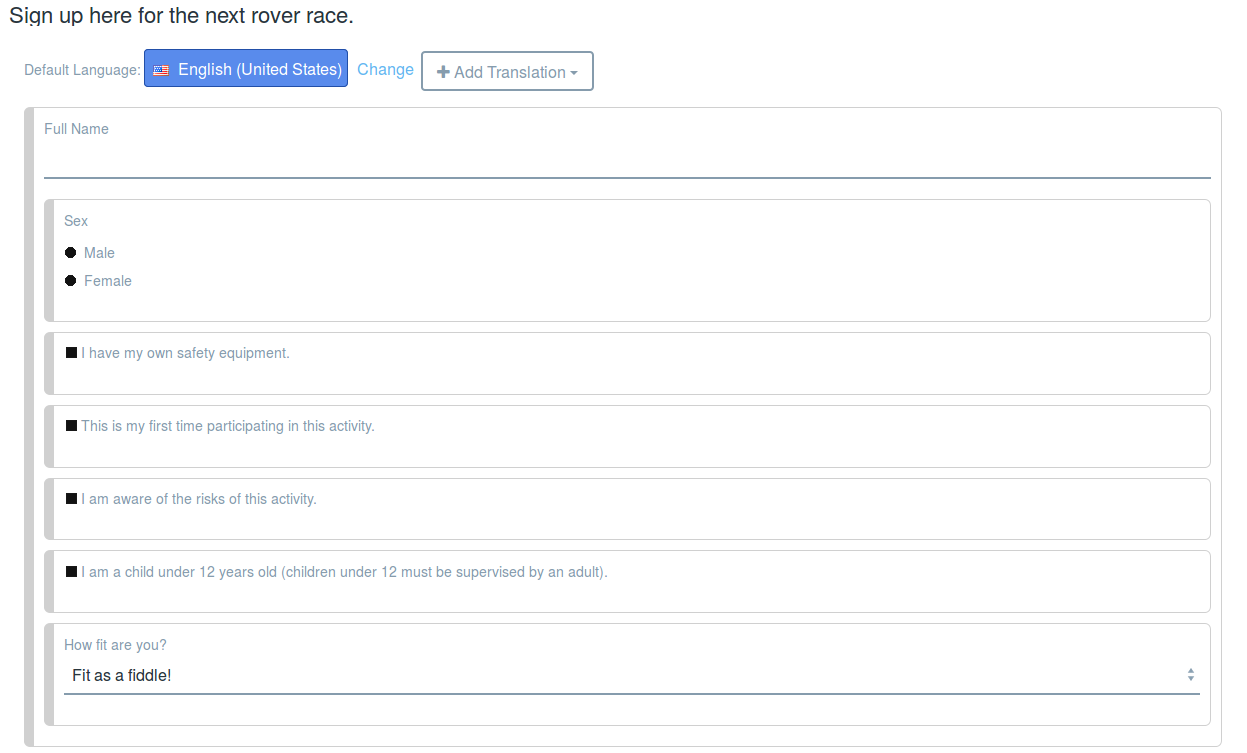 Sign up here for the next rover race.
Default Language: English (United States) Change Add Translation
Full Name
Sex
Male
Female
I have my own safety equipment.
This is my first time participating in this activity.
I am aware of the risks of this activity.
I am a child under 12 years old (children under 12 must be supervised by an adult).
How fit are you?
Fit as a fiddle!